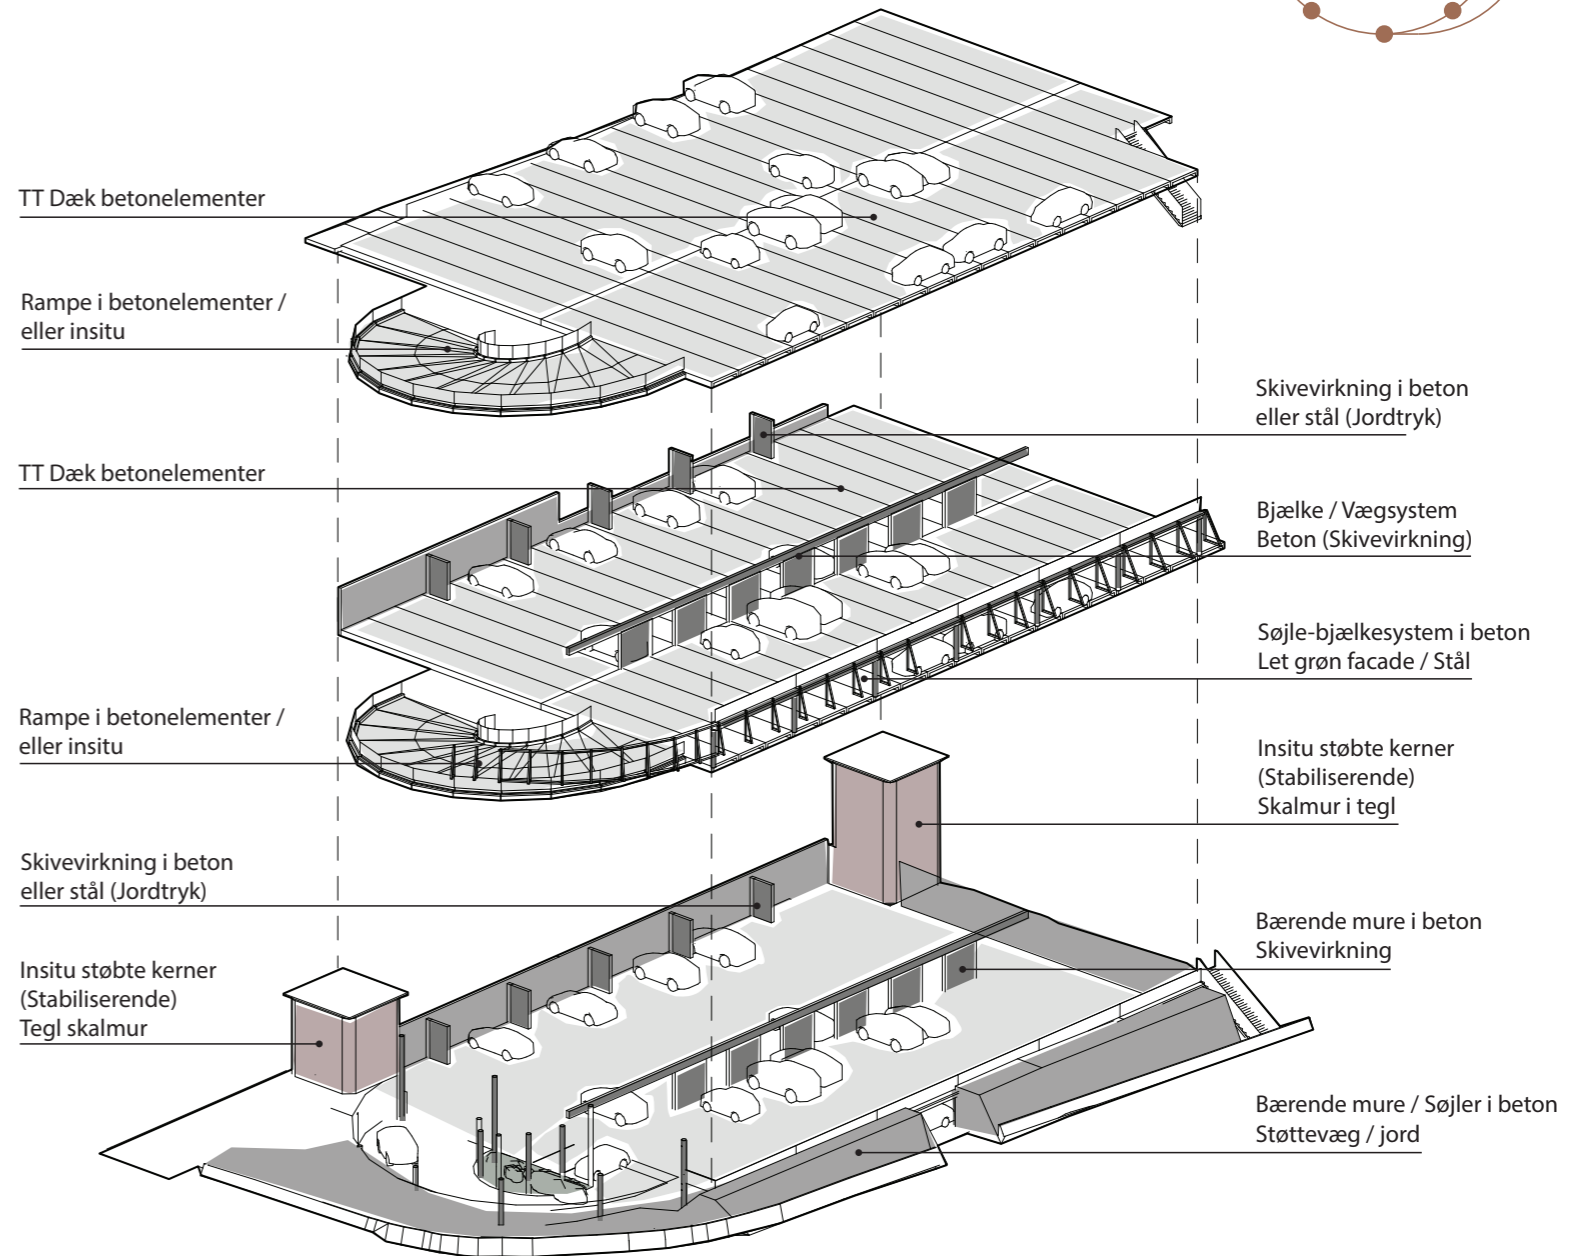 TT Dæk betonelementer
Rampe i betonelementer /
eller insitu
TT Dæk betonelementer
Rampe i betonelementer /
eller insitu
Skivevirkning i beton
eller stål (Jordtryk)
Insitu støbte kerner
(Stabiliserende)
Tegl skalmur
Skivevirkning i beton
eller stål (Jordtryk)
Bjælke / Vægsystem
Beton (Skivevirkning)
Søjle-bjælkesystem i beton
Let grøn facade / Stål
Insitu støbte kerner
(Stabiliserende)
Skalmur i tegl
Bærende mure i beton
Skivevirkning
Bærende mure / Søjler i beton
Støttevæg / jord